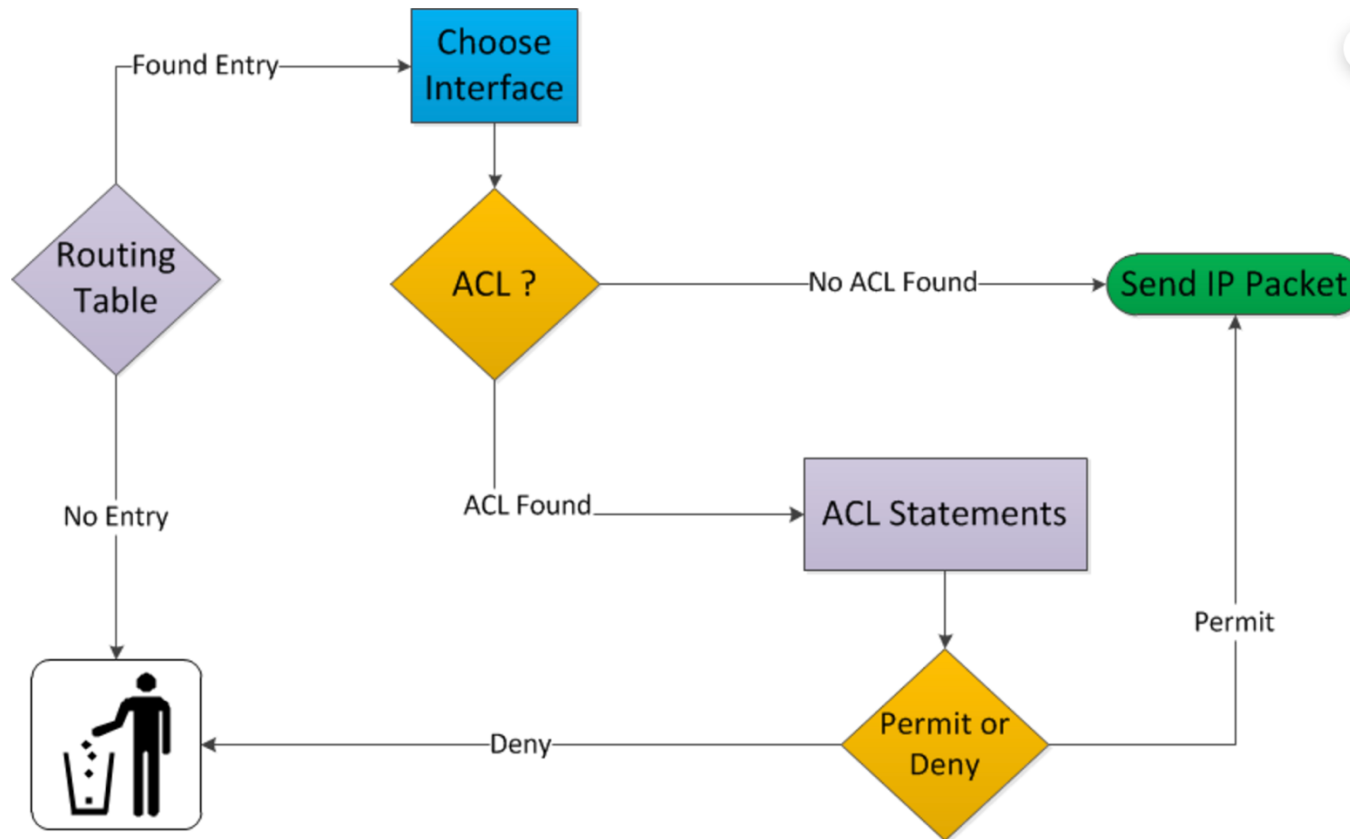 Found Entry
Choose
Interface
Routing
Table
ACL ?
No ACL Found
Send IP Packet
No Entry
ACL Found
ACL Statements
Permit
Permit or
Deny
Deny